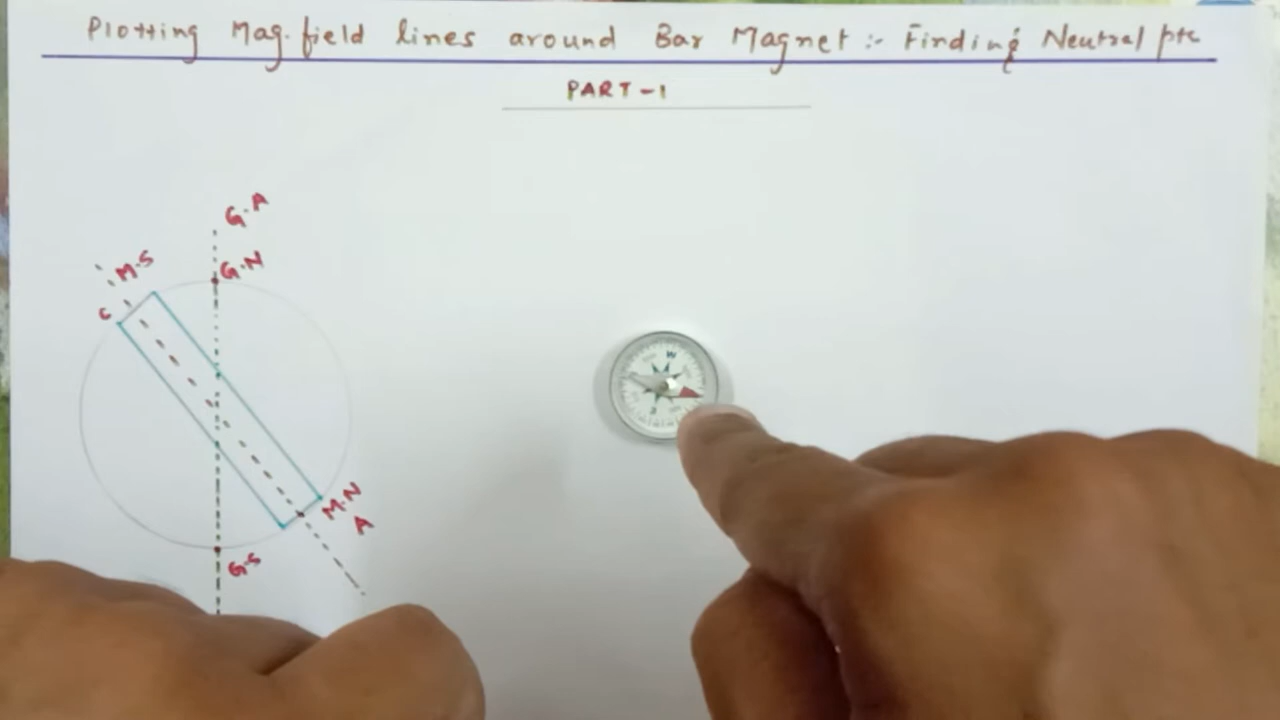 Plotting Mag. field lines around Bar Magnet :- Finding Neutral pts
PART-1
G.A
G.N
M.S
C
M.N
A
G.S
W